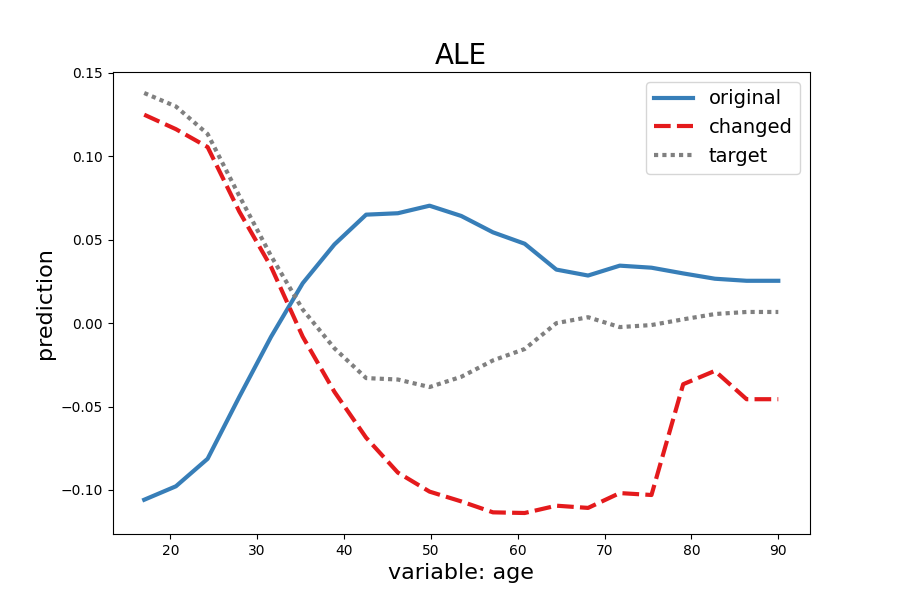 ALE
0.15
0.10
0.05
0.00
−0.05
−0.10
prediction
original
changed
target
20 30 40 50 60 70 80 90
variable: age